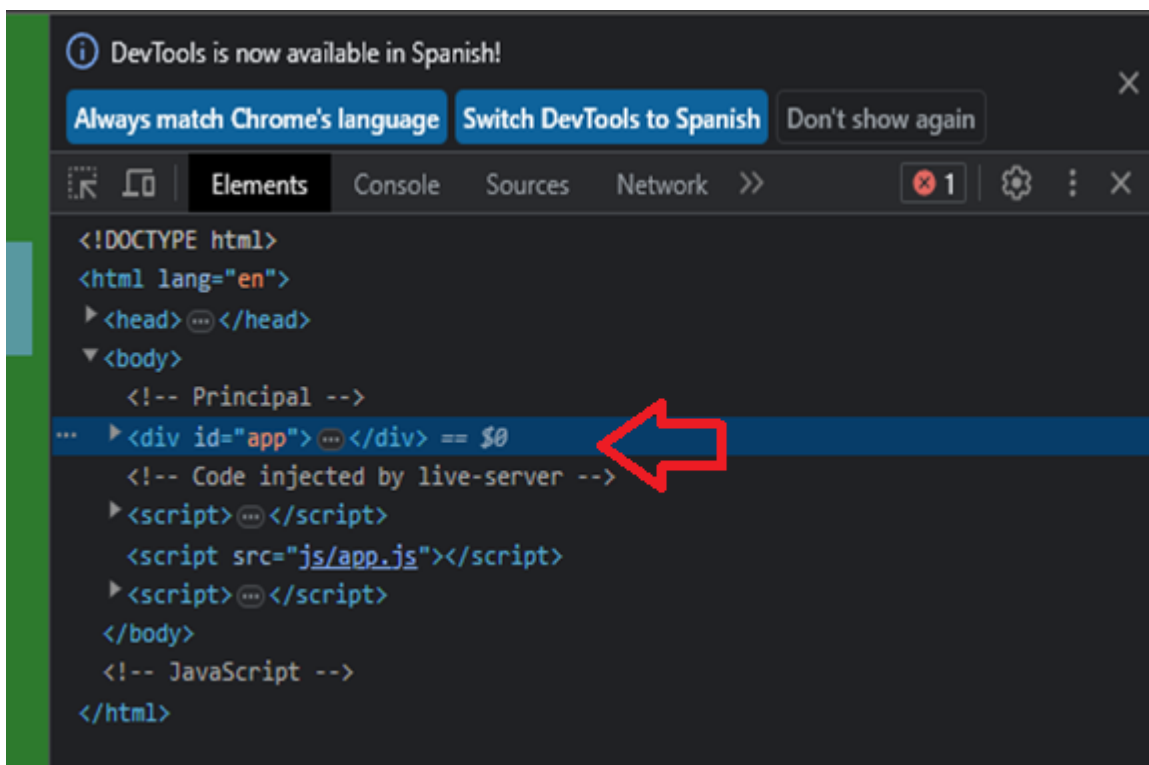 DevTools is now available in Spanish!
Always match Chrome's language Switch DevTools to Spanish Don't show again
Elements Console Sources Network 1
<!DOCTYPE html>
<html lang="en">
<head>…</head>
<body>
<!-- Principal -->
<div id="app">…</div> == $0
<!-- Code injected by live-server -->
<script>…</script>
<script src="js/app.js"></script>
<script>…</script>
</body>
<!-- JavaScript -->
</html>